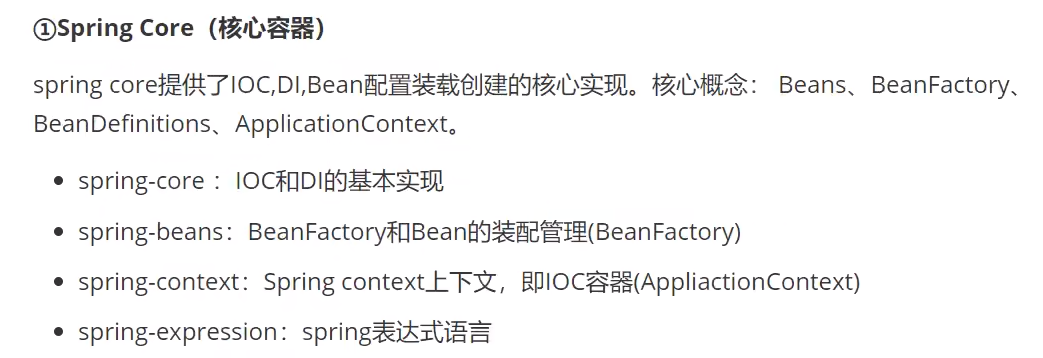 ①Spring Core（核心容器）
spring core提供了IOC,DI,Bean配置装载创建的核心实现。核心概念： Beans、BeanFactory、
BeanDefinitions、ApplicationContext。
• spring-core ：IOC和DI的基本实现
• spring-beans：BeanFactory和Bean的装配管理(BeanFactory)
• spring-context：Spring context上下文，即IOC容器(AppliactionContext)
• spring-expression：spring表达式语言